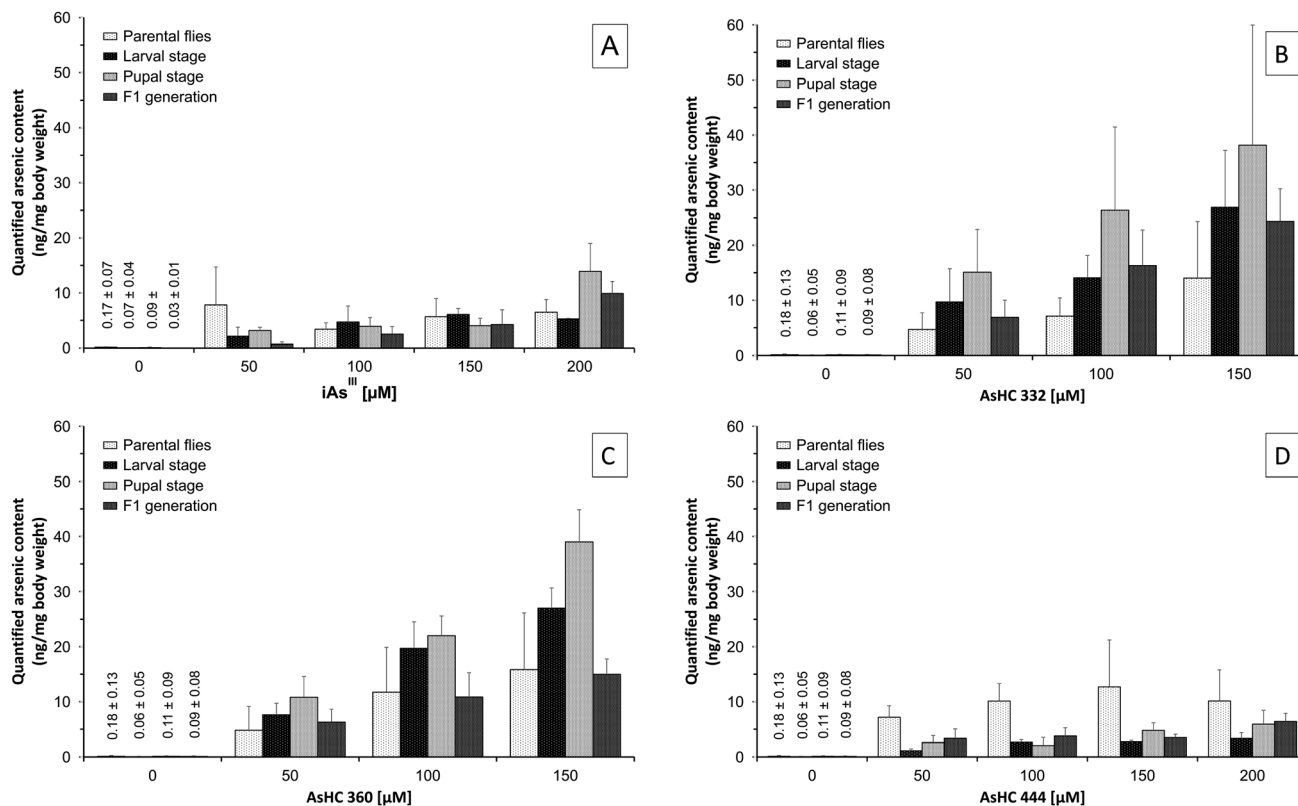 A
Quantified arsenic content
(ng/mg body weight)
60
50
40
30
20
10
0
Parental flies
Larval stage
Pupal stage
F1 generation
0.17 ± 0.07
0.07 ± 0.04
0.09 ±
0.03 ± 0.01
0 50 100 150 200
iAsᴵᴵᴵ [µM]
B
Quantified arsenic content
(ng/mg body weight)
60
50
40
30
20
10
0
Parental flies
Larval stage
Pupal stage
F1 generation
0.18 ± 0.13
0.06 ± 0.05
0.11 ± 0.09
0.09 ± 0.08
0 50 100 150
AsHC 332 [µM]
C
Quantified arsenic content
(ng/mg body weight)
60
50
40
30
20
10
0
Parental flies
Larval stage
Pupal stage
F1 generation
0.18 ± 0.13
0.06 ± 0.05
0.11 ± 0.09
0.09 ± 0.08
0 50 100 150
AsHC 360 [µM]
D
Quantified arsenic content
(ng/mg body weight)
60
50
40
30
20
10
0
Parental flies
Larval stage
Pupal stage
F1 generation
0.18 ± 0.13
0.06 ± 0.05
0.11 ± 0.09
0.09 ± 0.08
0 50 100 150 200
AsHC 444 [µM]